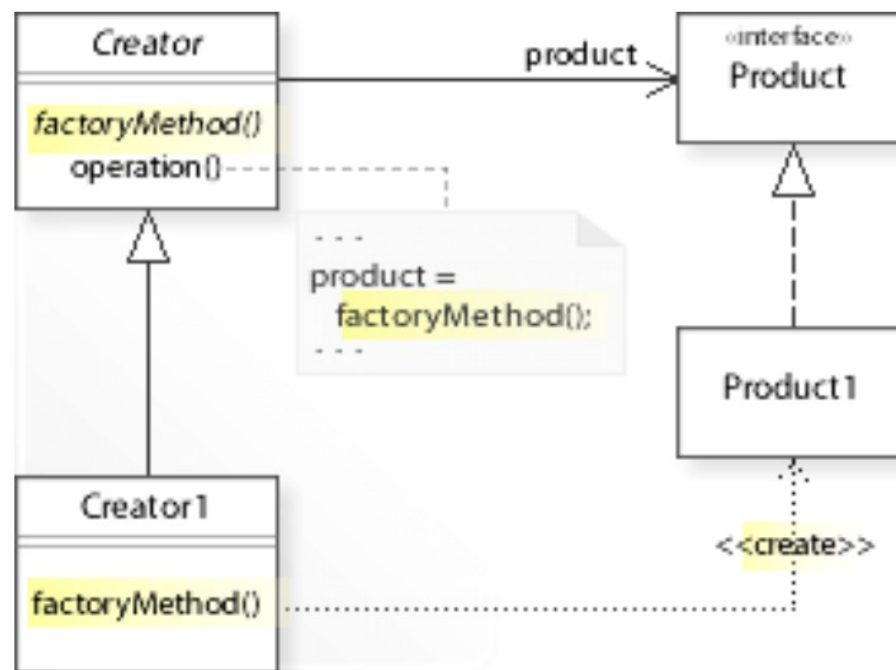 Creator
factoryMethod()
operation()
product
«interface»
Product
- - -
product =
factoryMethod();
- - -
Product1
Creator1
factoryMethod()
<<create>>